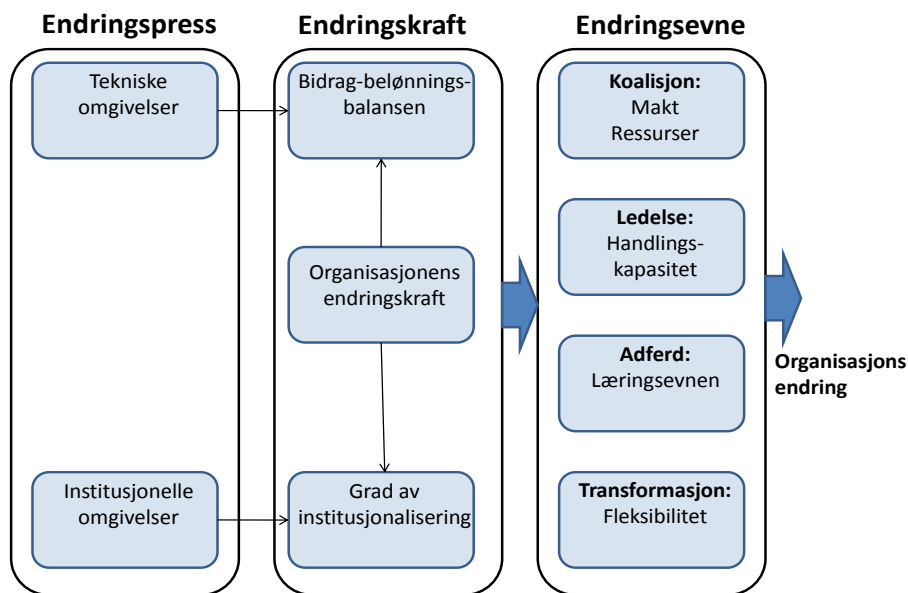 Endringspress
Endringskraft
Endringsevne
Tekniske
omgivelser
Institusjonelle
omgivelser
Bidrag-belønnings-
balansen
Organisasjonens
endringskraft
Grad av
institusjonalisering
Koalisjon:
Makt
Ressurser
Ledelse:
Handlings-
kapasitet
Adferd:
Læringsevnen
Transformasjon:
Fleksibilitet
Organisasjons
endring